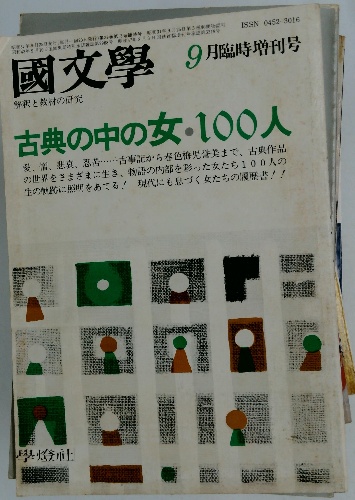 ISSN 0452-3016
國文學
9月臨時増刊号
解釈と教材の研究
古典の中の女・100人
愛、嘆、悲哀、忍苦……古事記から春色梅児誉美まで、古典作品
の世界をさまざまに生き、物語の内部を彩った女たち100人の
生の軌跡に照明をあてる! 現代にも息づく女たちの履歴書!!
學燈社